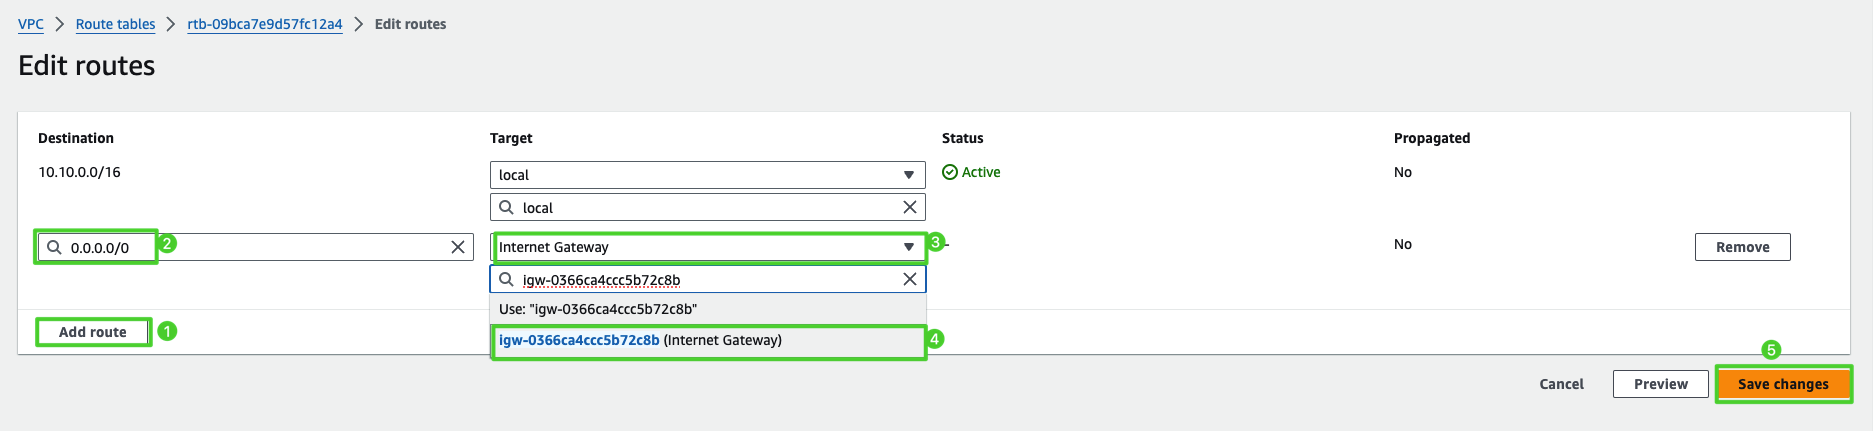 VPC > Route tables > rtb-09bca7e9d57fc12a4 > Edit routes
Edit routes
Destination Target Status Propagated
10.10.0.0/16 local Active No
local
0.0.0.0/0 2 Internet Gateway 3 – No Remove
igw-0366ca4ccc5b72c8b
Use: "igw-0366ca4ccc5b72c8b"
Add route 1 igw-0366ca4ccc5b72c8b (Internet Gateway) 4
5
Cancel Preview Save changes